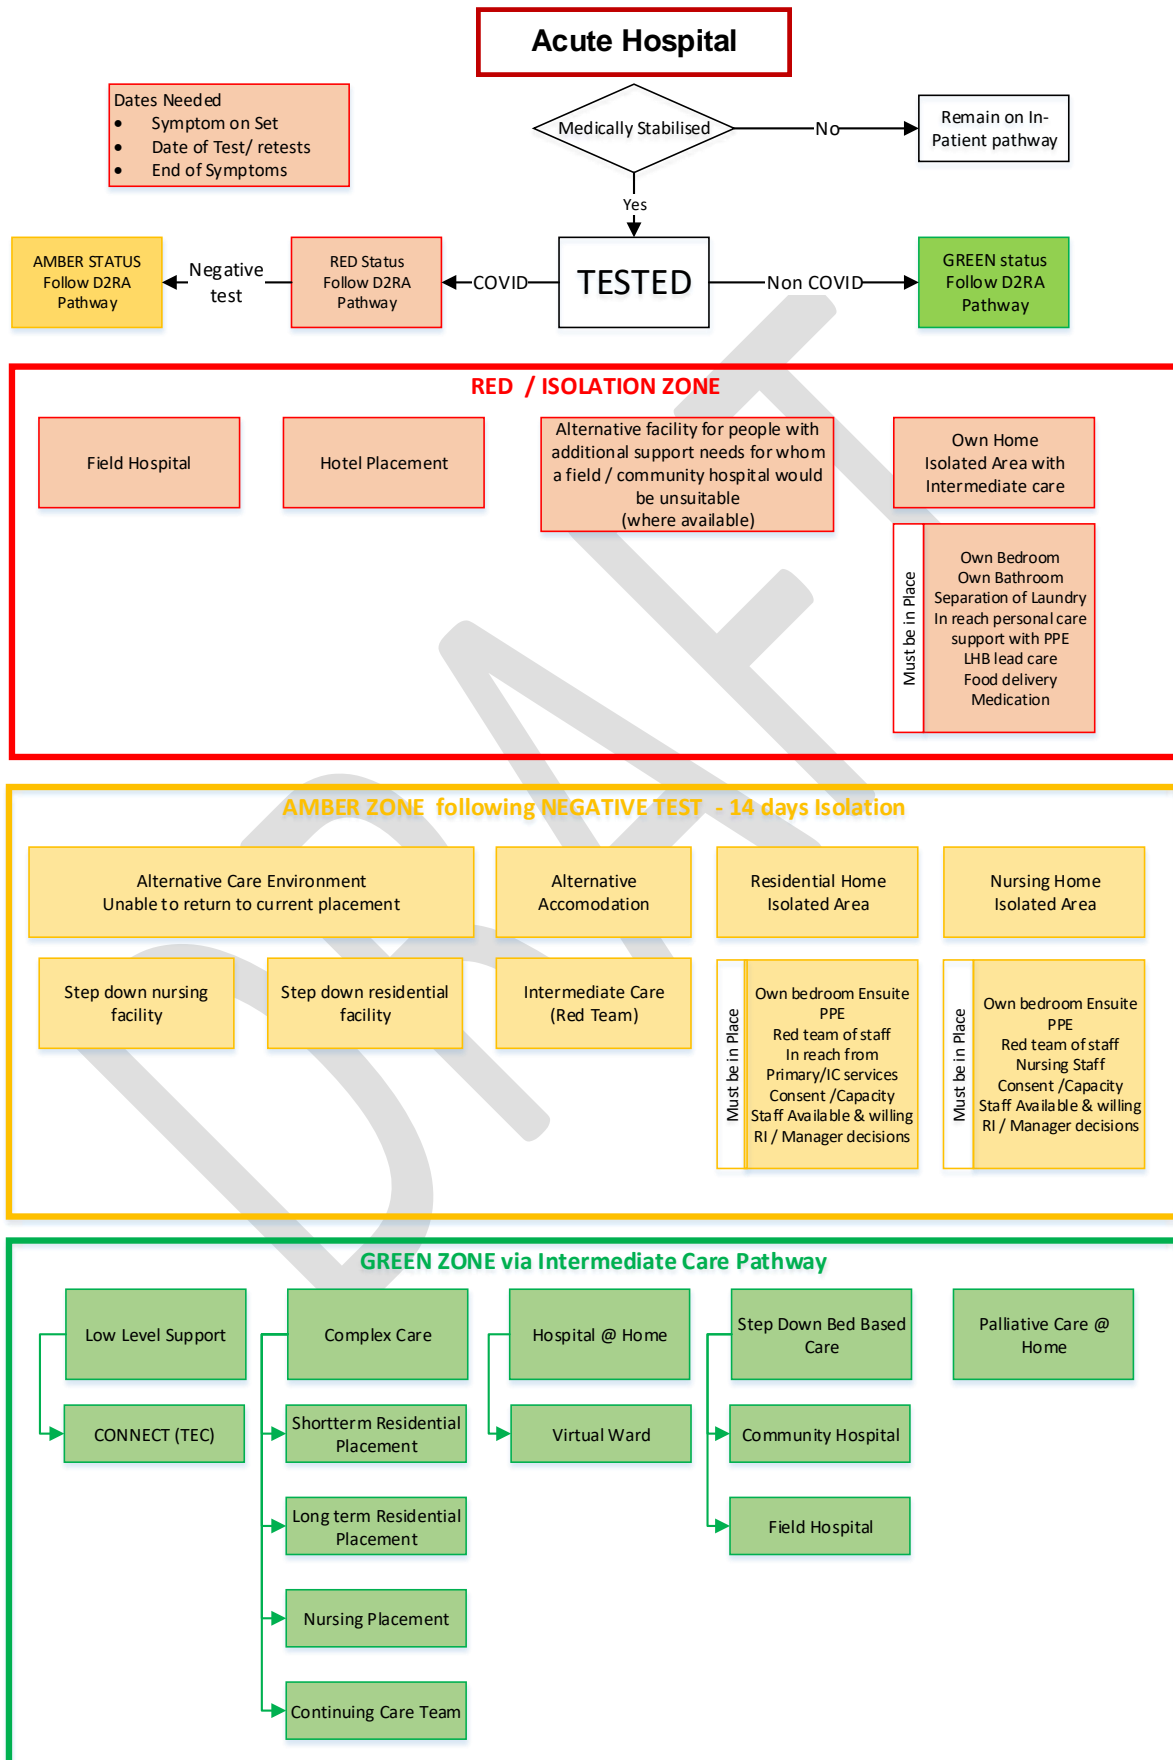 Acute Hospital
Dates Needed
• Symptom on Set
• Date of Test/ retests
• End of Symptoms
Medically Stabilised
No
Remain on In-
Patient pathway
Yes
AMBER STATUS
Follow D2RA
Pathway
Negative
test
RED Status
Follow D2RA
Pathway
COVID
TESTED
Non COVID
GREEN status
Follow D2RA
Pathway
RED / ISOLATION ZONE
Field Hospital
Hotel Placement
Alternative facility for people with
additional support needs for whom
a field / community hospital would
be unsuitable
(where available)
Own Home
Isolated Area with
Intermediate care
Must be in Place
Own Bedroom
Own Bathroom
Separation of Laundry
In reach personal care
support with PPE
LHB lead care
Food delivery
Medication
AMBER ZONE following NEGATIVE TEST - 14 days Isolation
Alternative Care Environment
Unable to return to current placement
Alternative
Accomodation
Residential Home
Isolated Area
Nursing Home
Isolated Area
Step down nursing
facility
Step down residential
facility
Intermediate Care
(Red Team)
Must be in Place
Own bedroom Ensuite
PPE
Red team of staff
In reach from
Primary/IC services
Consent /Capacity
Staff Available & willing
RI / Manager decisions
Must be in Place
Own bedroom Ensuite
PPE
Red team of staff
Nursing Staff
Consent /Capacity
Staff Available & willing
RI / Manager decisions
GREEN ZONE via Intermediate Care Pathway
Low Level Support
Complex Care
Hospital @ Home
Step Down Bed Based
Care
Palliative Care @
Home
CONNECT (TEC)
Shortterm Residential
Placement
Virtual Ward
Community Hospital
Long term Residential
Placement
Field Hospital
Nursing Placement
Continuing Care Team
DRAFT